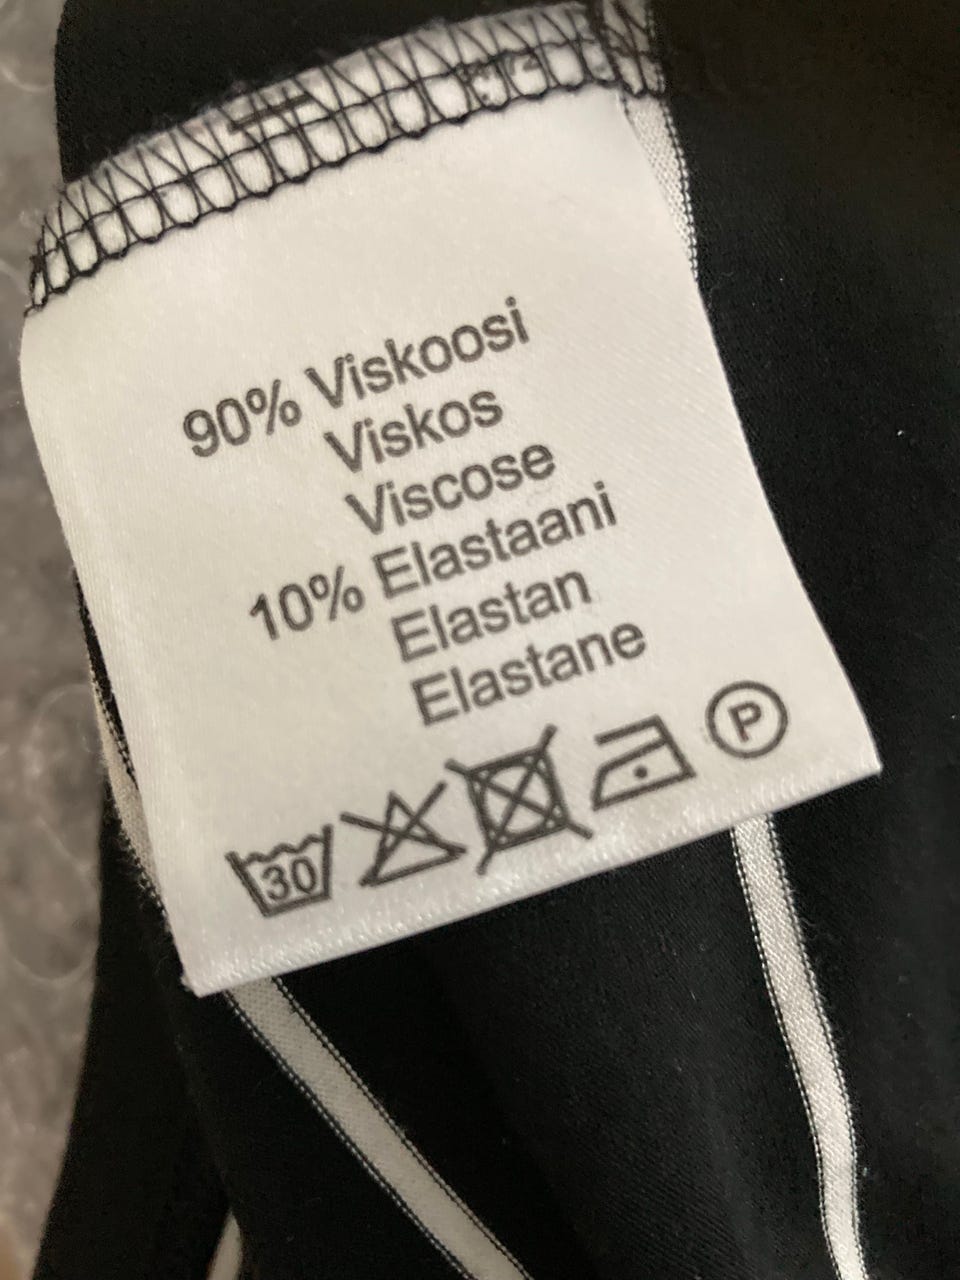 90% Viskoosi
Viskos
Viscose
10% Elastaani
Elastan
Elastane
30 P